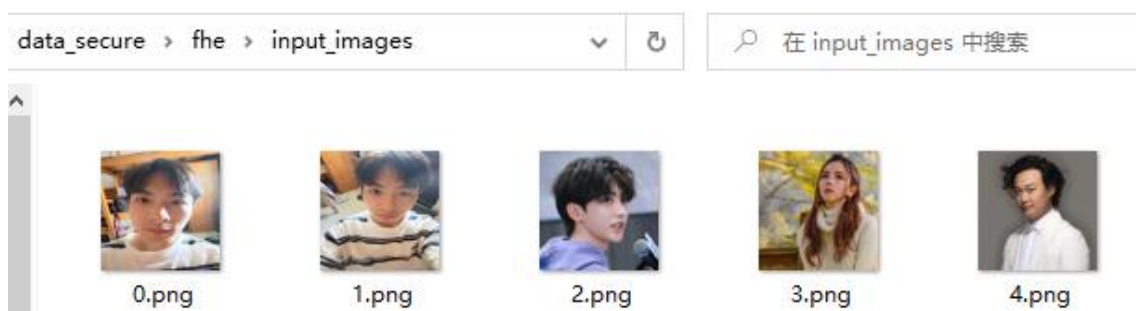 data_secure › fhe › input_images
在 input_images 中搜索
0.png
1.png
2.png
3.png
4.png